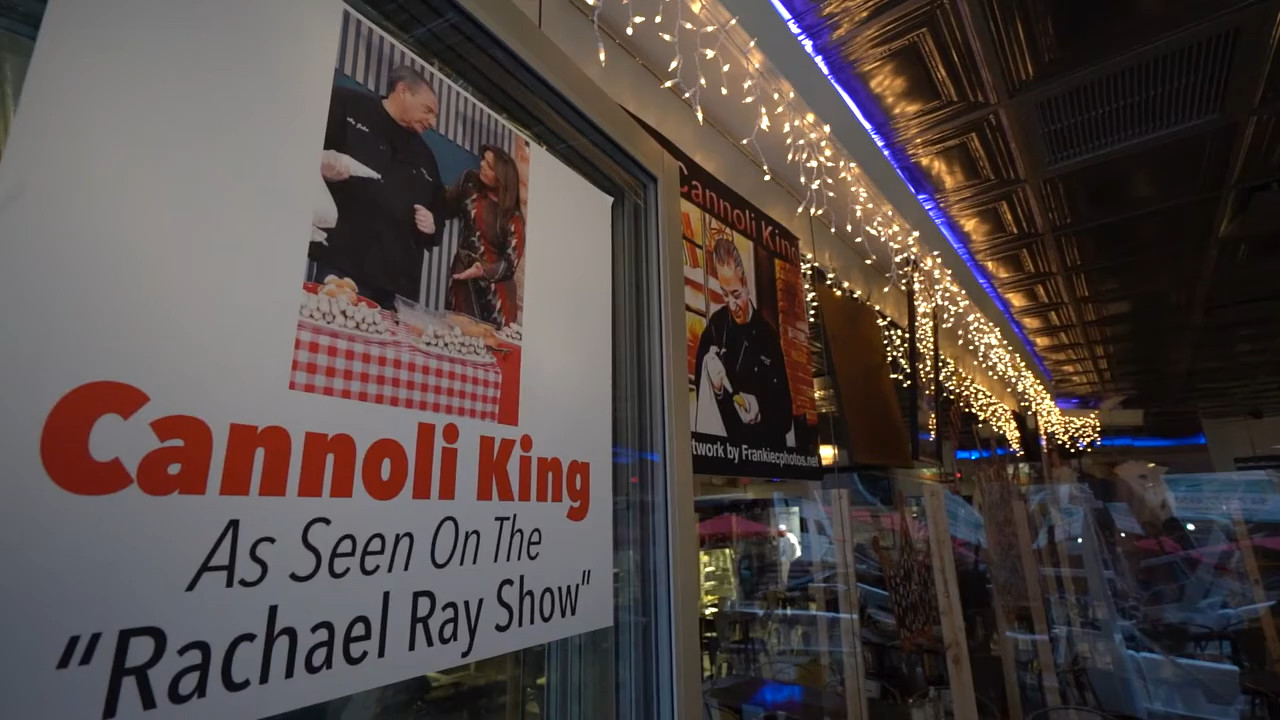 Cannoli King
As Seen On The
"Rachael Ray Show"
Cannoli King
twork by Frankiecphotos.net